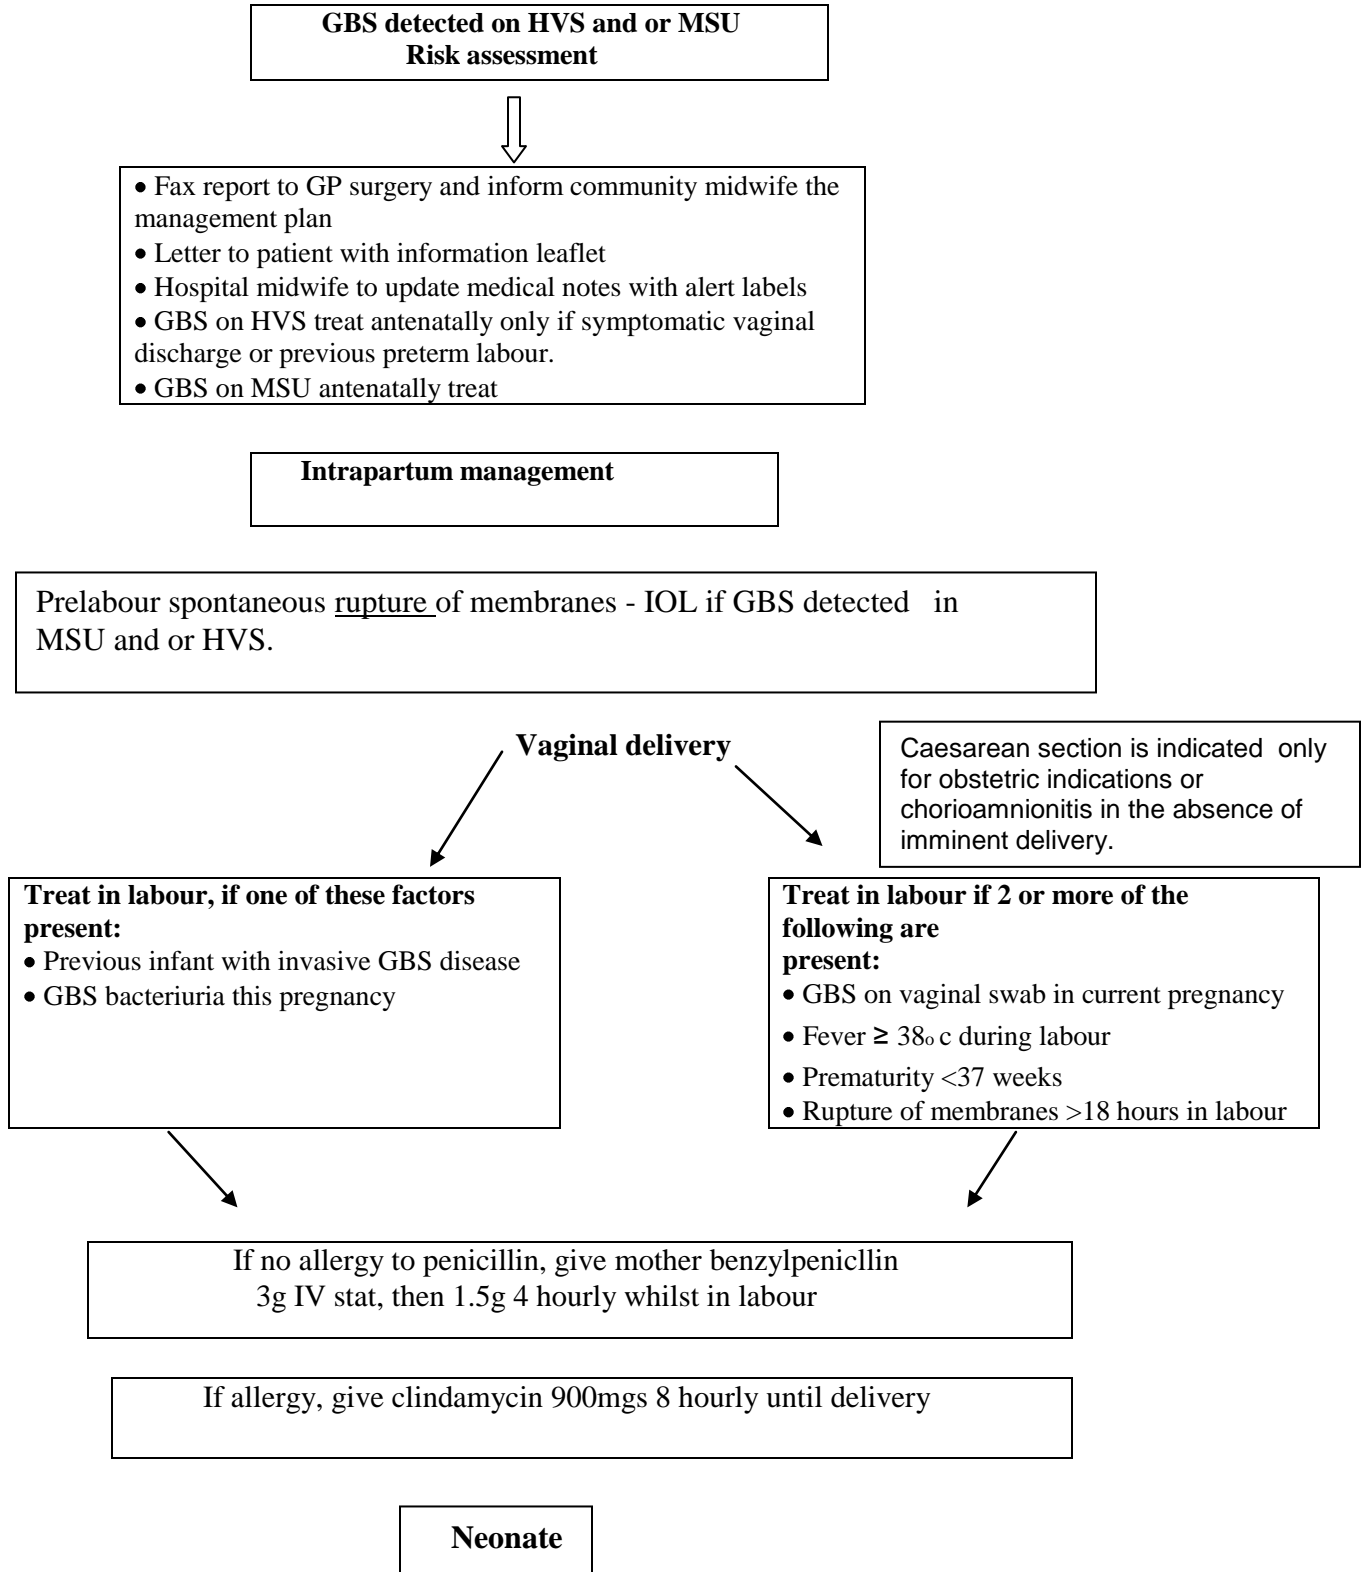 GBS detected on HVS and or MSU
Risk assessment
• Fax report to GP surgery and inform community midwife the
management plan
• Letter to patient with information leaflet
• Hospital midwife to update medical notes with alert labels
• GBS on HVS treat antenatally only if symptomatic vaginal
discharge or previous preterm labour.
• GBS on MSU antenatally treat
Intrapartum management
Prelabour spontaneous rupture of membranes - IOL if GBS detected in
MSU and or HVS.
Vaginal delivery
Caesarean section is indicated only
for obstetric indications or
chorioamnionitis in the absence of
imminent delivery.
Treat in labour, if one of these factors
present:
• Previous infant with invasive GBS disease
• GBS bacteriuria this pregnancy
Treat in labour if 2 or more of the
following are
present:
• GBS on vaginal swab in current pregnancy
• Fever ≥ 38o c during labour
• Prematurity <37 weeks
• Rupture of membranes >18 hours in labour
If no allergy to penicillin, give mother benzylpenicllin
3g IV stat, then 1.5g 4 hourly whilst in labour
If allergy, give clindamycin 900mgs 8 hourly until delivery
Neonate